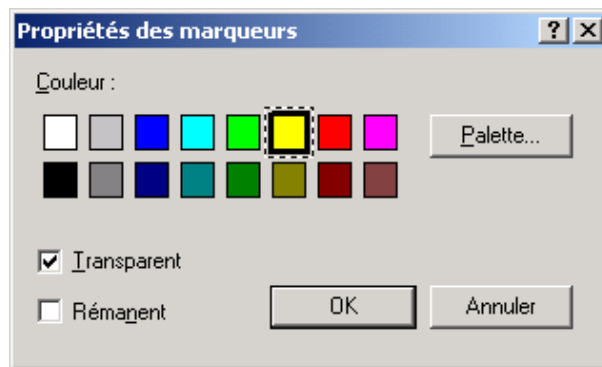 Propriétés des marqueurs
Couleur :
Palette...
Transparent
Rémanent
OK
Annuler